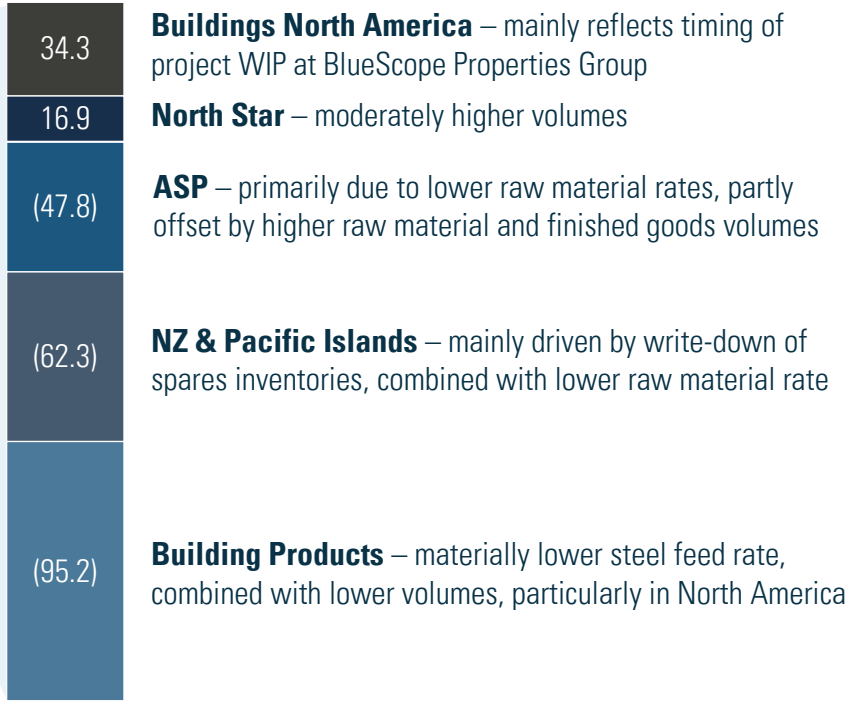 34.3
Buildings North America – mainly reflects timing of
project WIP at BlueScope Properties Group
16.9
North Star – moderately higher volumes
(47.8)
ASP – primarily due to lower raw material rates, partly
offset by higher raw material and finished goods volumes
(62.3)
NZ & Pacific Islands – mainly driven by write-down of
spares inventories, combined with lower raw material rate
(95.2)
Building Products – materially lower steel feed rate,
combined with lower volumes, particularly in North America